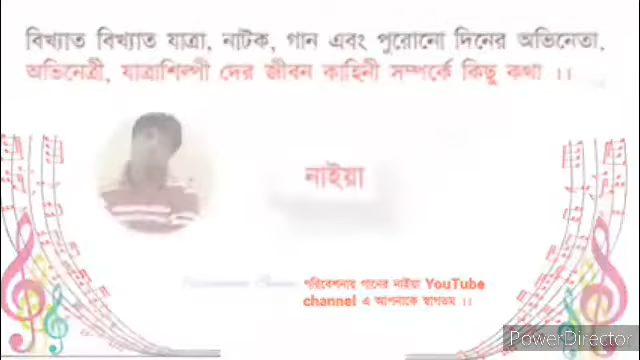 বিখ্যাত বিখ্যাত যাত্রা, নাটক, গান এবং পুরোনো দিনের অভিনেতা,
অভিনেত্রী, যাত্রাশিল্পী দের জীবন কাহিনী সম্পর্কে কিছু কথা ।।
নাইয়া
পরিবেশনায় গানের নাইয়া YouTube
channel এ আপনাকে স্বাগতম ।।
PowerDirector